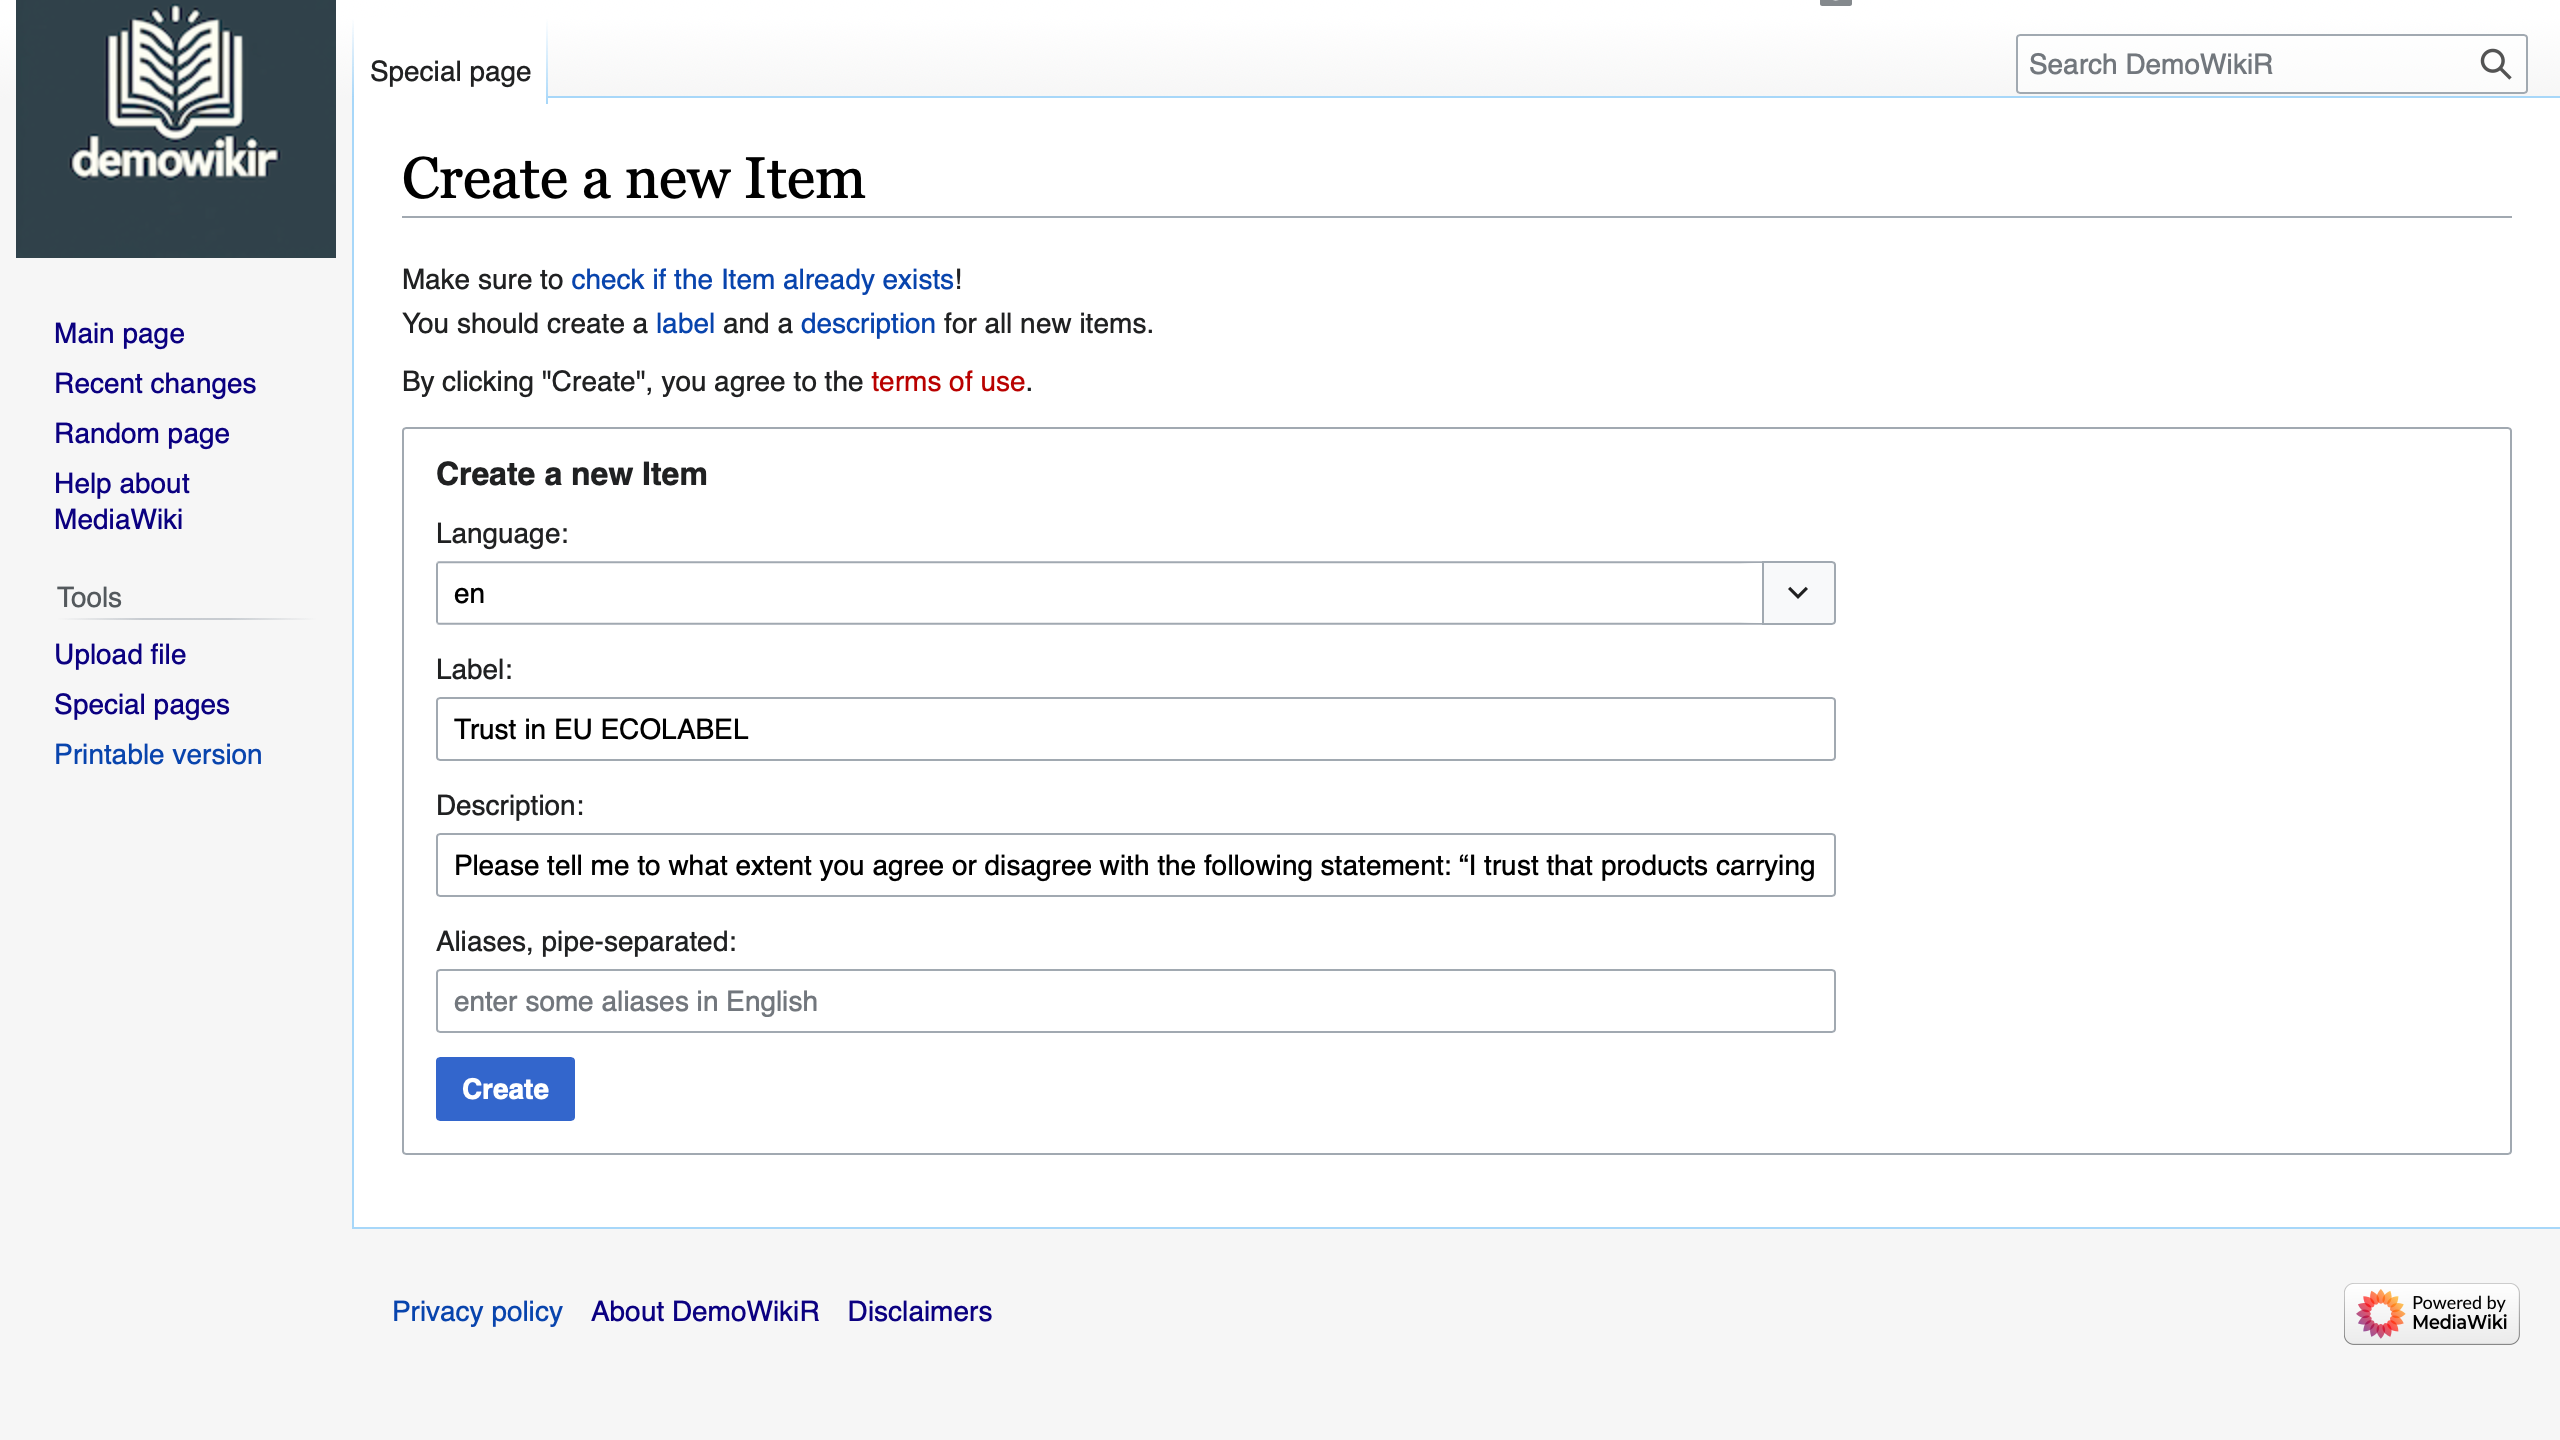 demowikir
Special page
Search DemoWikiR
Create a new Item
Make sure to check if the Item already exists!
You should create a label and a description for all new items.
By clicking "Create", you agree to the terms of use.
Main page
Recent changes
Random page
Help about
MediaWiki
Tools
Upload file
Special pages
Printable version
Create a new Item
Language:
en
Label:
Trust in EU ECOLABEL
Description:
Please tell me to what extent you agree or disagree with the following statement: “I trust that products carrying
Aliases, pipe-separated:
enter some aliases in English
Create
Privacy policy About DemoWikiR Disclaimers
Powered by
MediaWiki